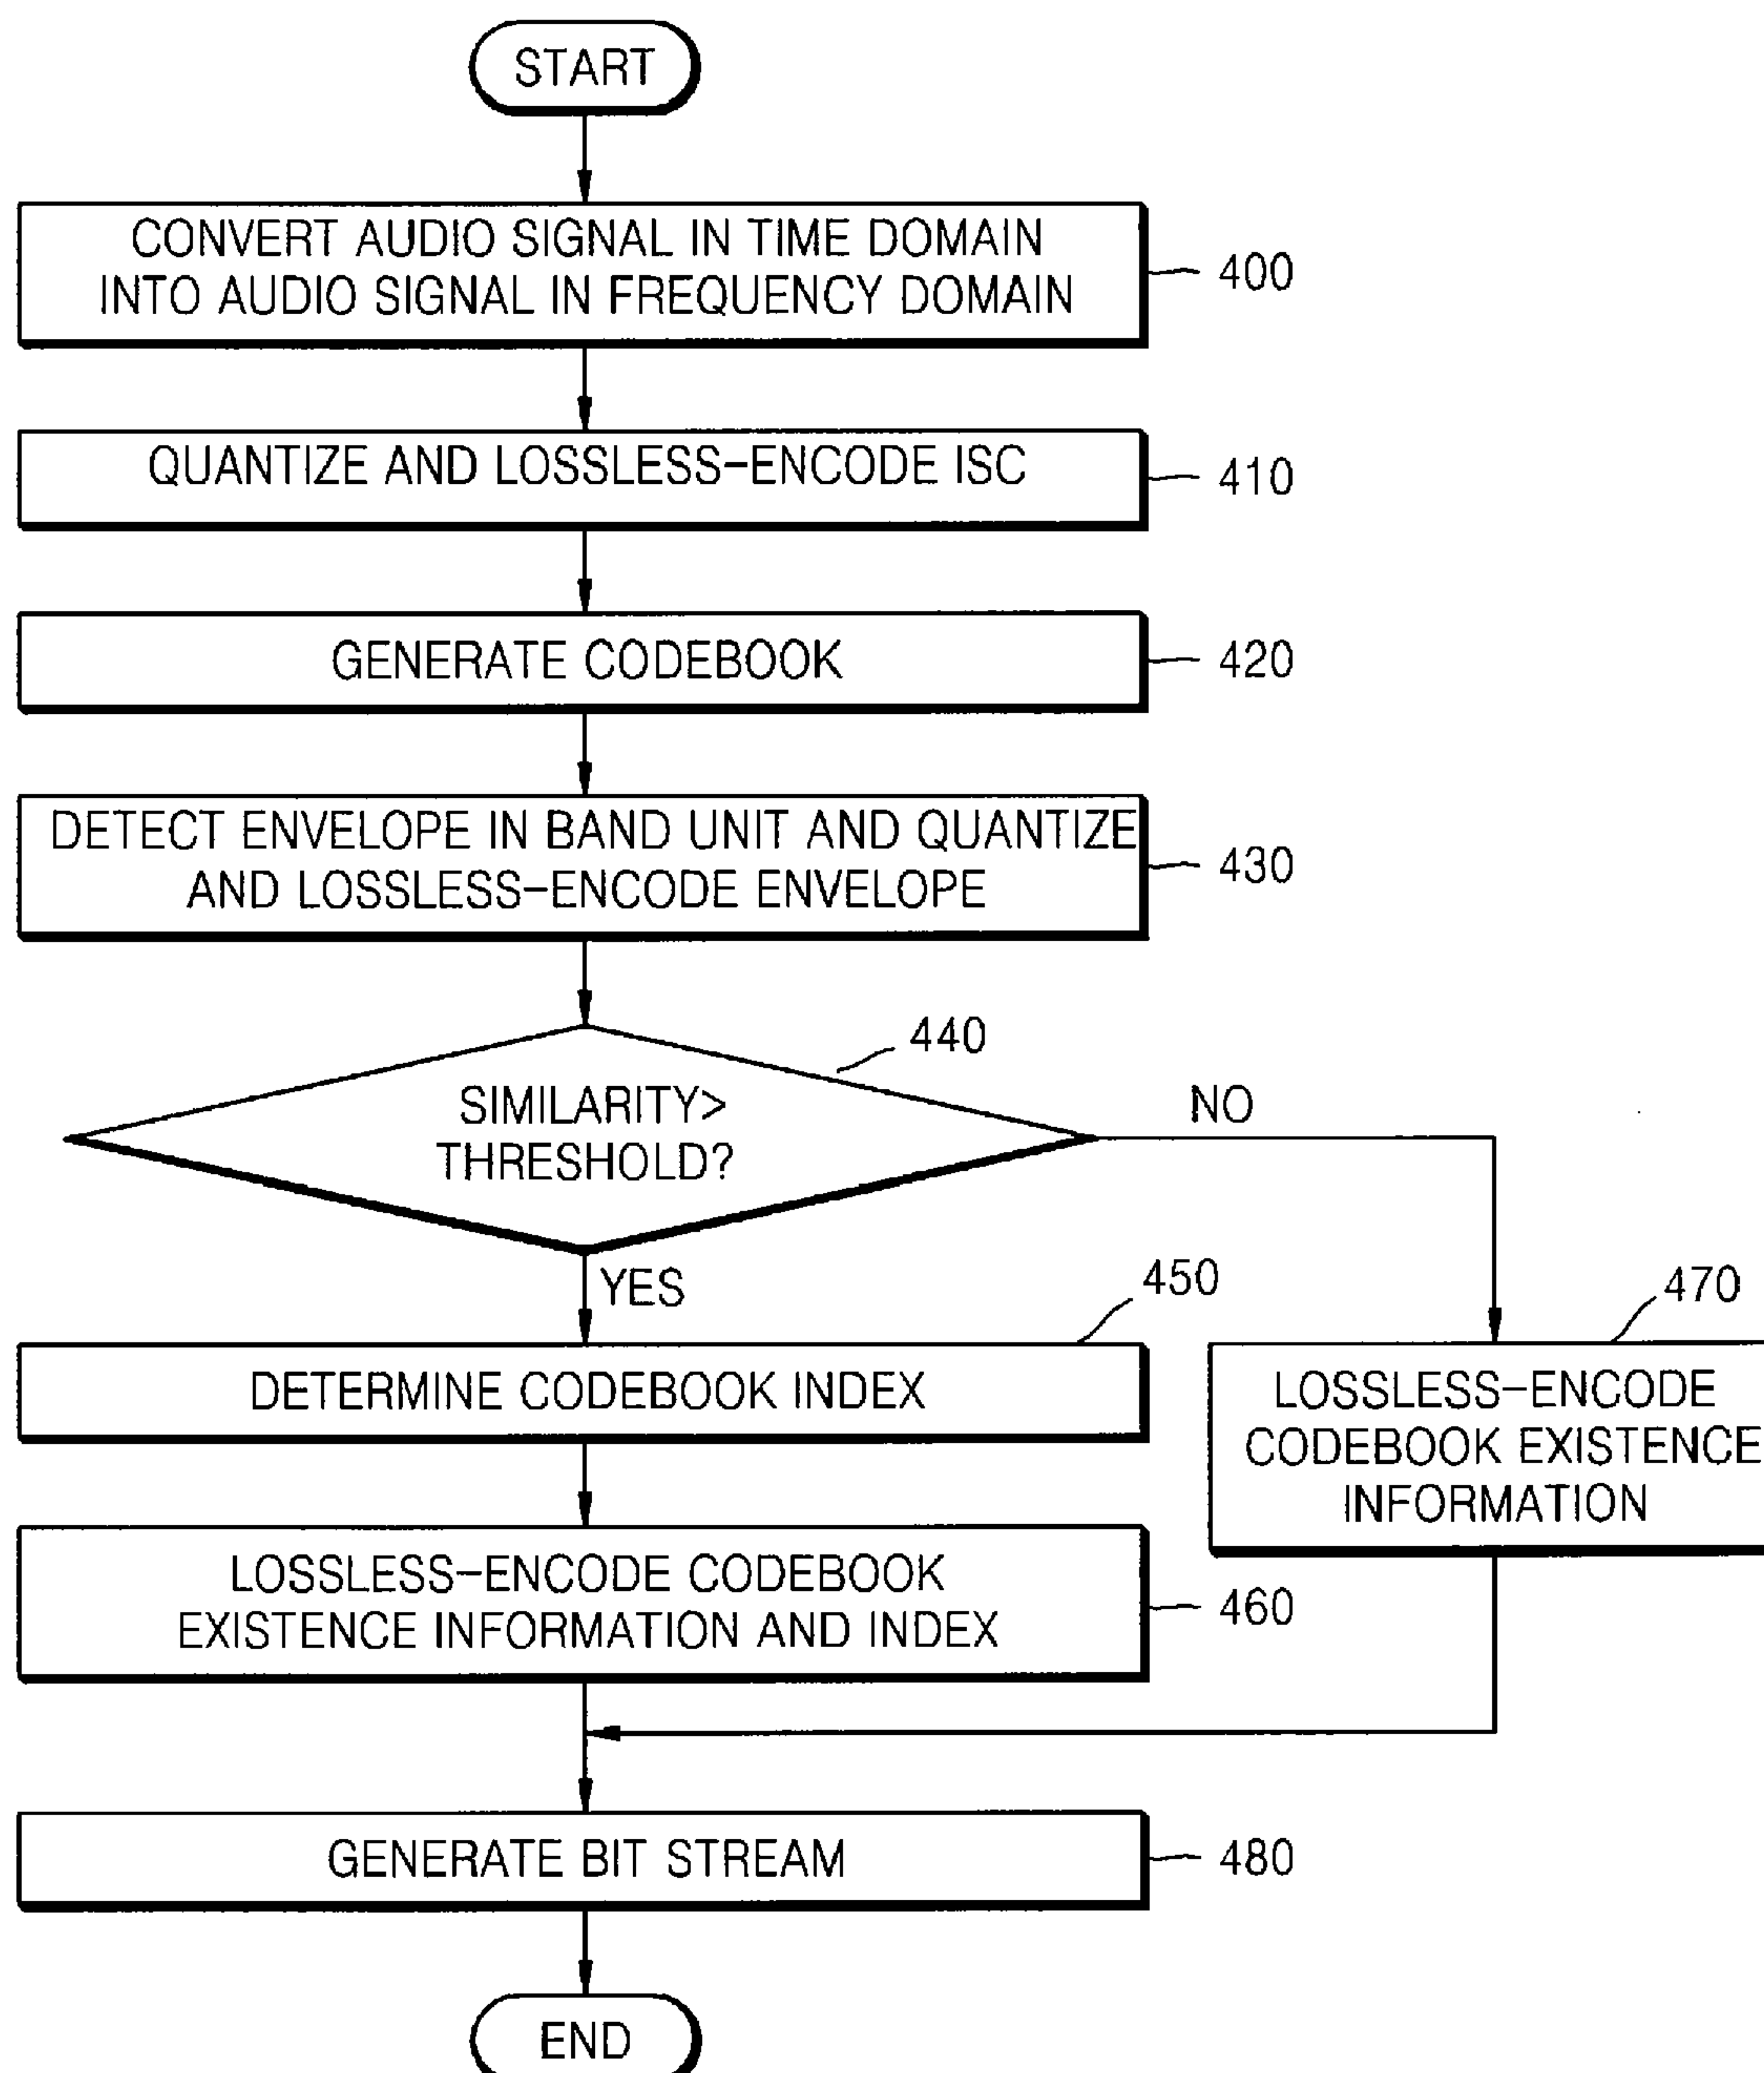 START
CONVERT AUDIO SIGNAL IN TIME DOMAIN
INTO AUDIO SIGNAL IN FREQUENCY DOMAIN
400
QUANTIZE AND LOSSLESS-ENCODE ISC
410
GENERATE CODEBOOK
420
DETECT ENVELOPE IN BAND UNIT AND QUANTIZE
AND LOSSLESS-ENCODE ENVELOPE
430
440
SIMILARITY>
THRESHOLD?
NO
YES
450
DETERMINE CODEBOOK INDEX
470
LOSSLESS-ENCODE
CODEBOOK EXISTENCE
INFORMATION
LOSSLESS-ENCODE CODEBOOK
EXISTENCE INFORMATION AND INDEX
460
GENERATE BIT STREAM
480
END